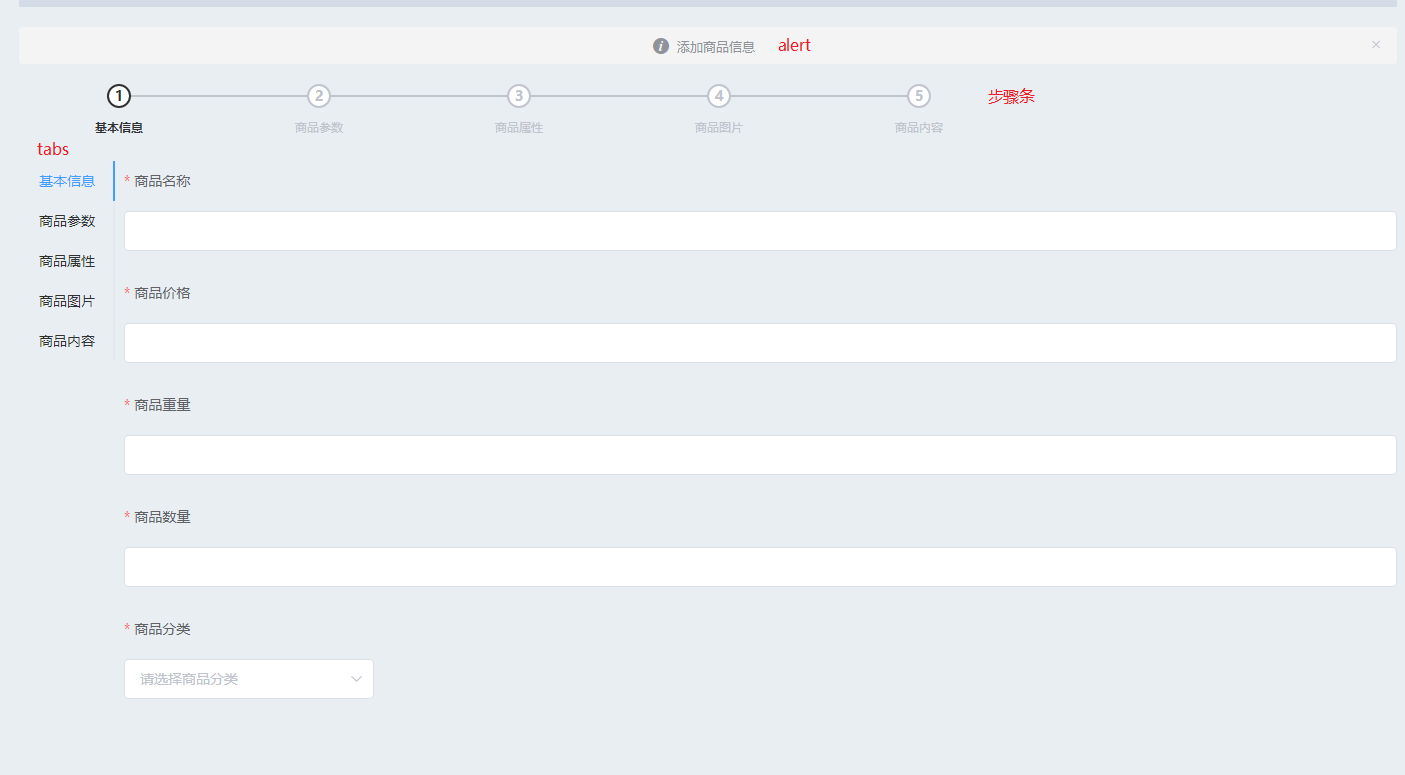 添加商品信息 alert
1 2 3 4 5 步骤条
基本信息 商品参数 商品属性 商品图片 商品内容
tabs
基本信息
商品参数
商品属性
商品图片
商品内容
* 商品名称
* 商品价格
* 商品重量
* 商品数量
* 商品分类
请选择商品分类